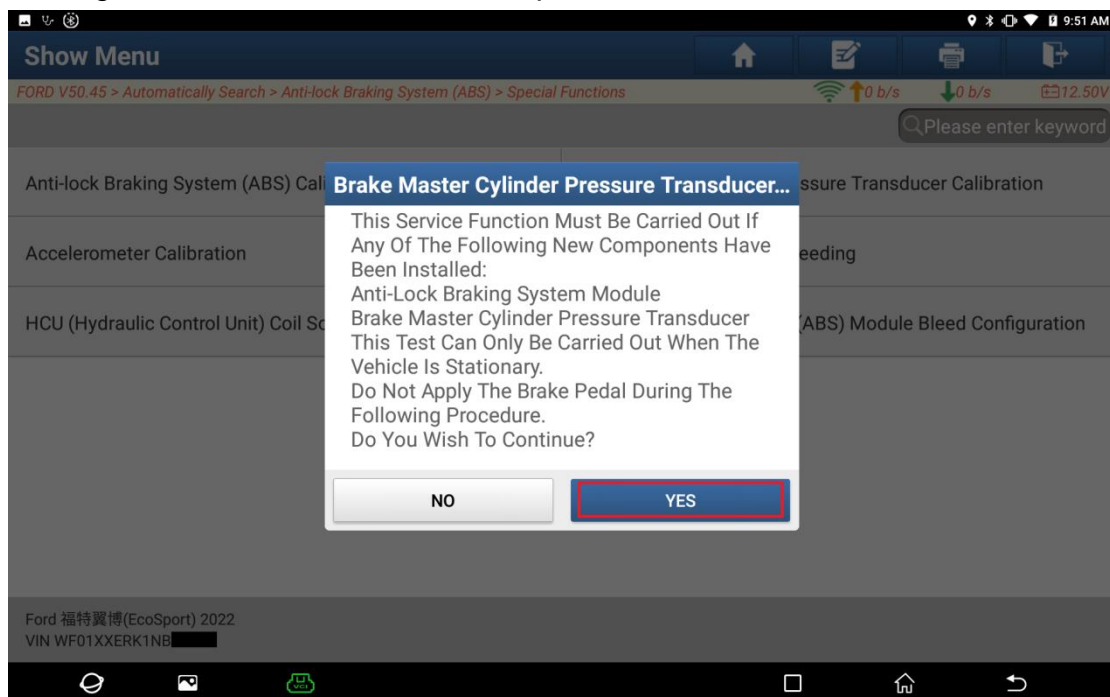 9:51 AM
Show Menu
FORD V50.45 > Automatically Search > Anti-lock Braking System (ABS) > Special Functions
0 b/s
0 b/s
12.50V
Please enter keyword
Anti-lock Braking System (ABS) Cali
ssure Transducer Calibration
Accelerometer Calibration
eeding
HCU (Hydraulic Control Unit) Coil Sc
(ABS) Module Bleed Configuration
Brake Master Cylinder Pressure Transducer...
This Service Function Must Be Carried Out If
Any Of The Following New Components Have
Been Installed:
Anti-Lock Braking System Module
Brake Master Cylinder Pressure Transducer
This Test Can Only Be Carried Out When The
Vehicle Is Stationary.
Do Not Apply The Brake Pedal During The
Following Procedure.
Do You Wish To Continue?
NO
YES
Ford 福特翼博(EcoSport) 2022
VIN WF01XXERK1NB
VCI